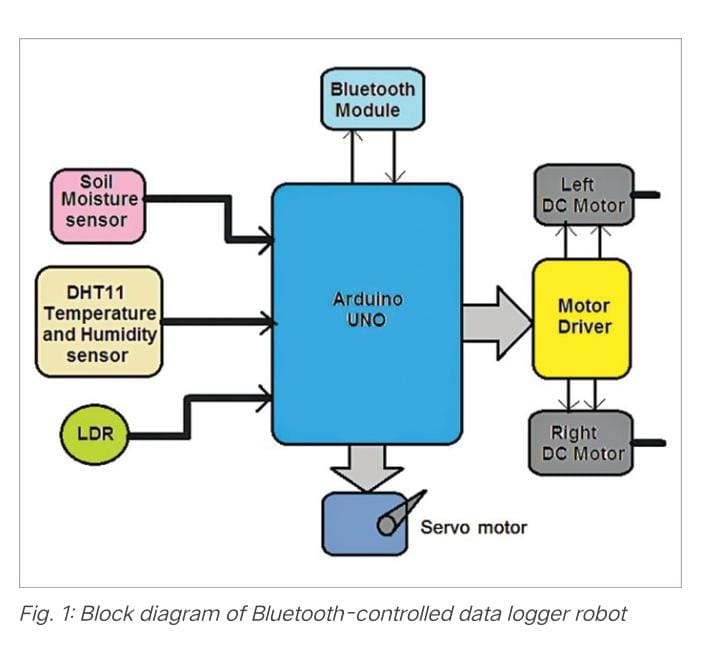 Bluetooth
Module
Soil
Moisture
sensor
Left
DC Motor
DHT11
Temperature
and Humidity
sensor
Arduino
UNO
Motor
Driver
LDR
Right
DC Motor
Servo motor
Fig. 1: Block diagram of Bluetooth-controlled data logger robot